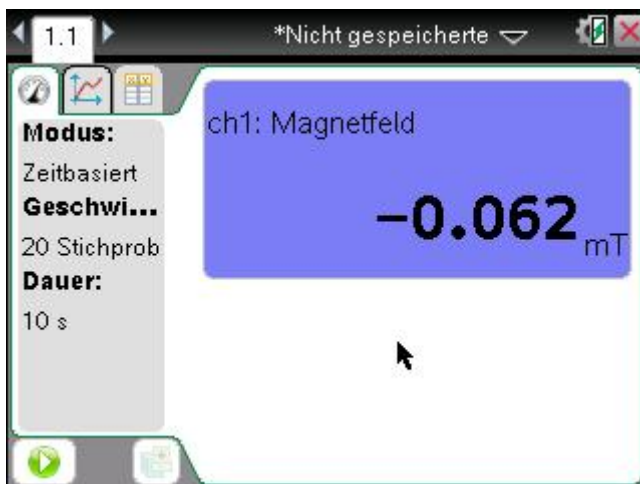 1.1
*Nicht gespeicherte
Modus:
Zeitbasiert
Geschwi...
20 Stichprob
Dauer:
10 s
ch1: Magnetfeld
-0.062 mT